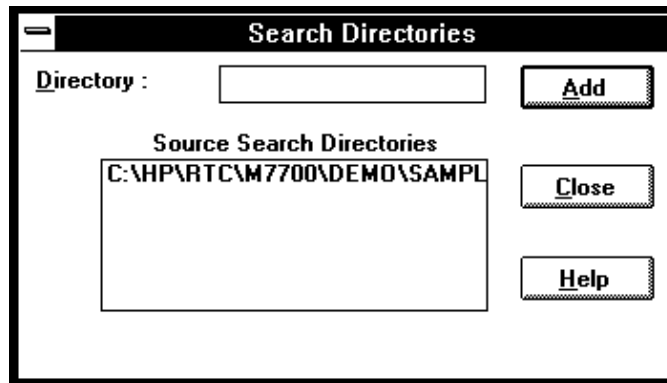 Search Directories
Directory :
Add
Source Search Directories
C:\HP\RTC\M7700\DEMO\SAMPL
Close
Help